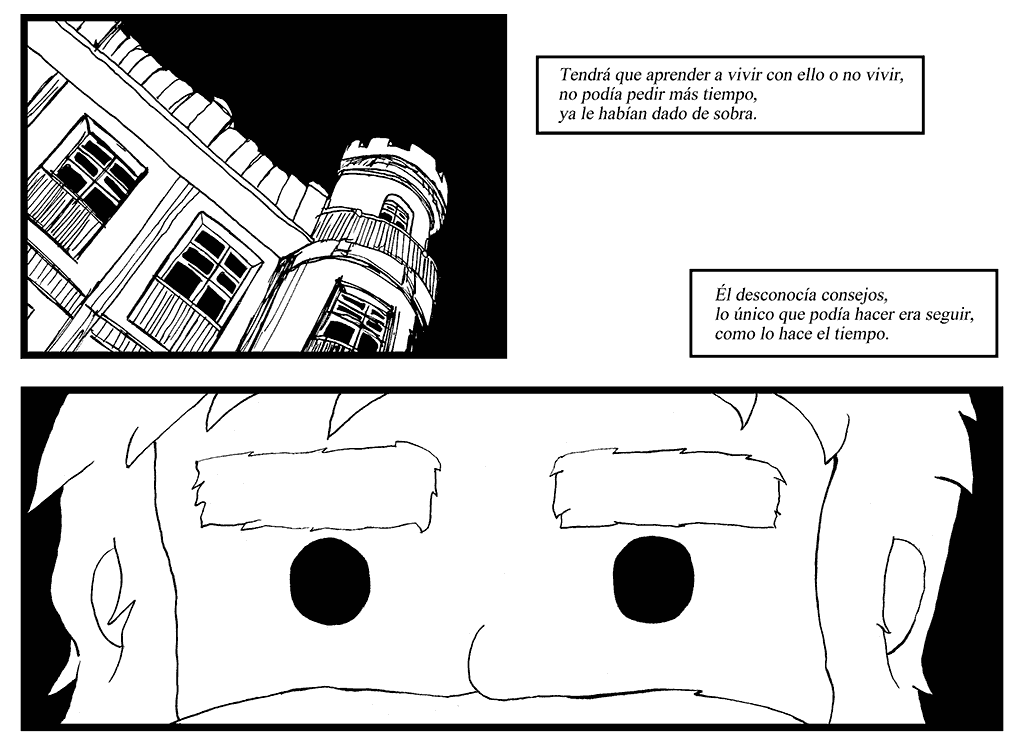 Tendrá que aprender a vivir con ello o no vivir,
no podía pedir más tiempo,
ya le habían dado de sobra.
Él desconocía consejos,
lo único que podía hacer era seguir,
como lo hace el tiempo.